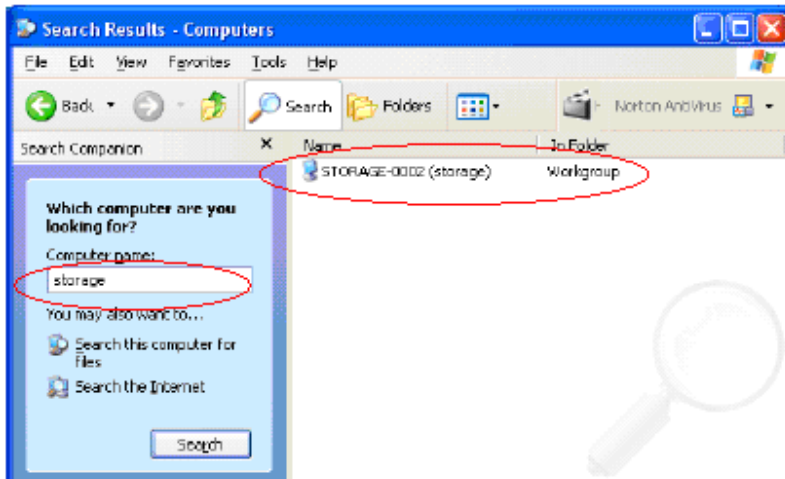 Search Results - Computers
File Edit View Favorites Tools Help
Back Search Folders Norton AntiVirus
Search Companion Name In Folder
STORAGE-0002 (storage) Workgroup
Which computer are you
looking for?
Computer name:
storage
You may also want to...
Search this computer for
files
Search the Internet
Search